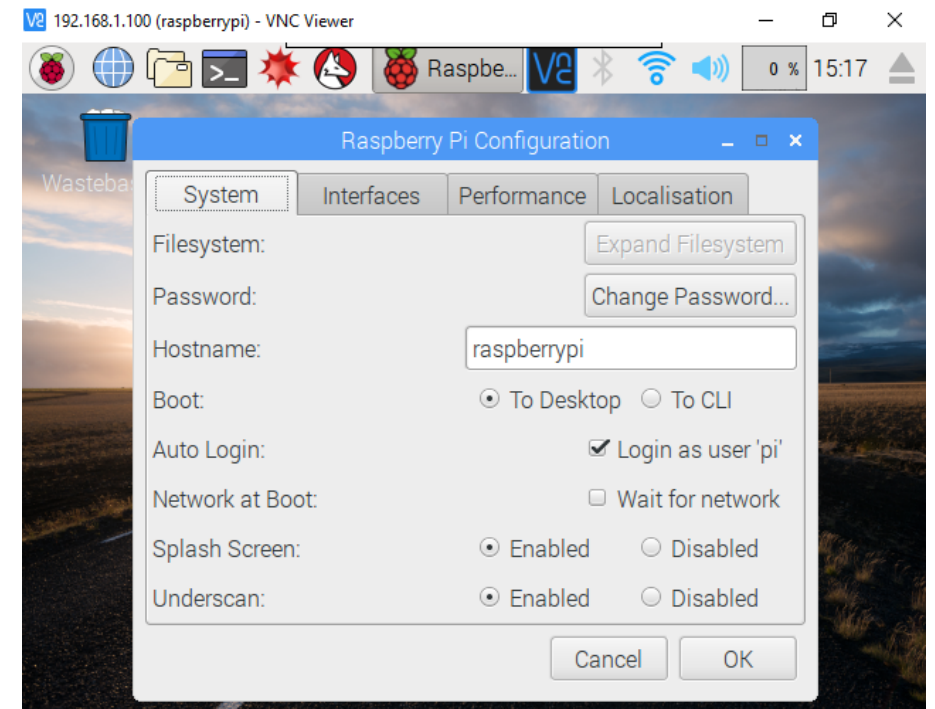 192.168.1.100 (raspberrypi) - VNC Viewer
Raspbe... 0 % 15:17
Raspberry Pi Configuration
Wasteba
System Interfaces Performance Localisation
Filesystem: Expand Filesystem
Password: Change Password...
Hostname: raspberrypi
Boot: To Desktop To CLI
Auto Login: Login as user 'pi'
Network at Boot: Wait for network
Splash Screen: Enabled Disabled
Underscan: Enabled Disabled
Cancel OK